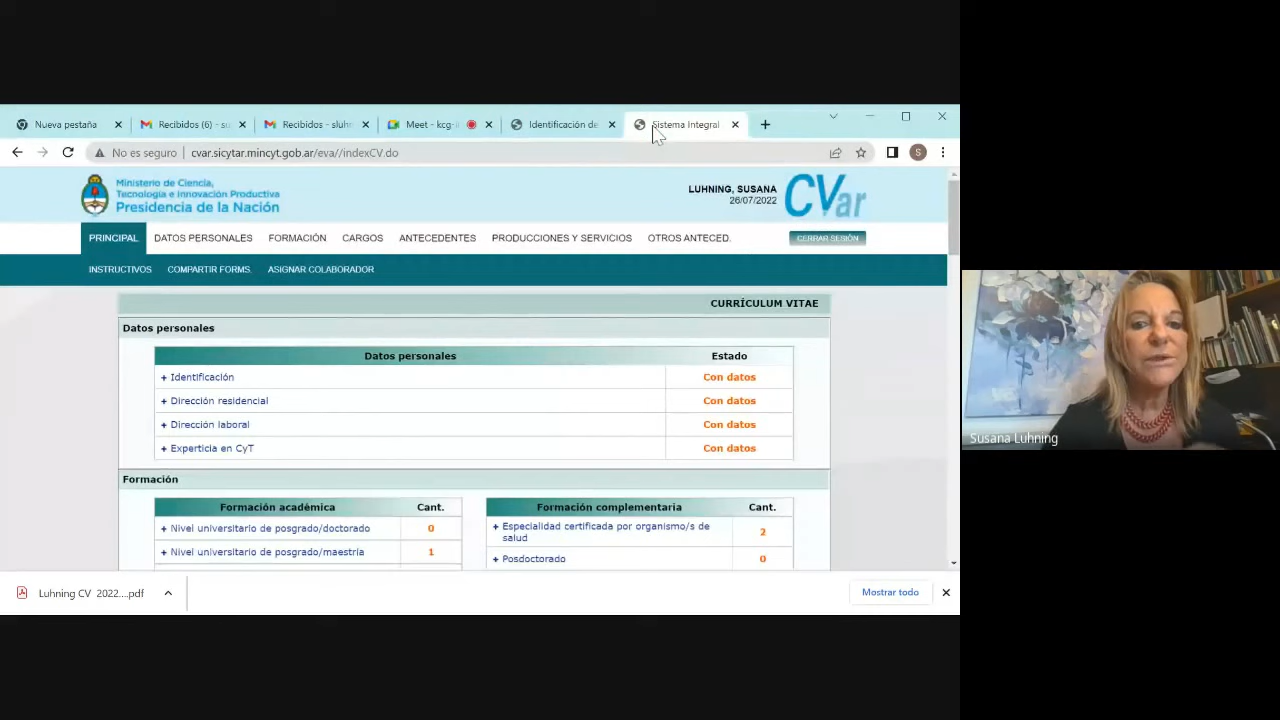 Nueva pestaña
Recibidos (6) - su
Recibidos - sluhn
Meet - kcg-i
Identificación de
Sistema Integral
No es seguro
cvar.sicytar.mincyt.gob.ar/eva//indexCV.do
S
Ministerio de Ciencia,
Tecnología e Innovación Productiva
Presidencia de la Nación
LUHNING, SUSANA
26/07/2022
CVar
PRINCIPAL
DATOS PERSONALES
FORMACIÓN
CARGOS
ANTECEDENTES
PRODUCCIONES Y SERVICIOS
OTROS ANTECED.
CERRAR SESIÓN
INSTRUCTIVOS
COMPARTIR FORMS.
ASIGNAR COLABORADOR
CURRÍCULUM VITAE
Datos personales
Datos personales Estado
+ Identificación Con datos
+ Dirección residencial Con datos
+ Dirección laboral Con datos
+ Experticia en CyT Con datos
Formación
Formación académica Cant.
+ Nivel universitario de posgrado/doctorado 0
+ Nivel universitario de posgrado/maestría 1
Formación complementaria Cant.
+ Especialidad certificada por organismo/s de
salud 2
+ Posdoctorado 0
Luhning CV 2022....pdf
Mostrar todo
Susana Luhning